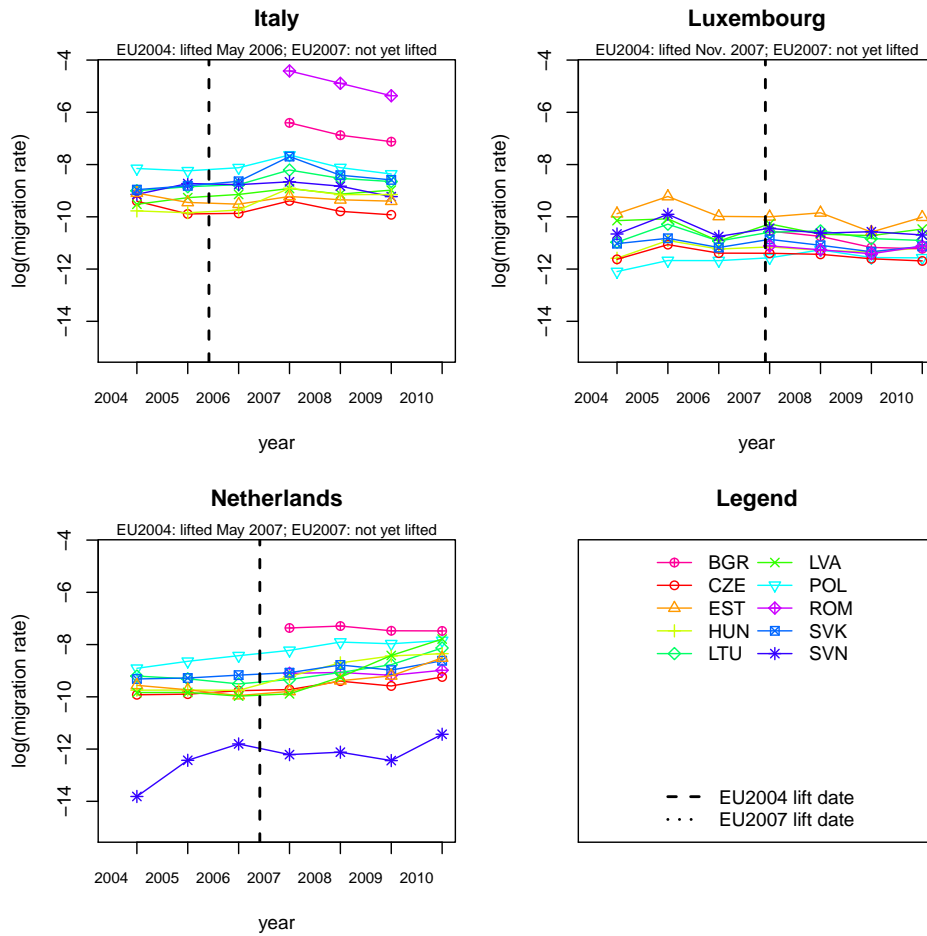 Italy
EU2004: lifted May 2006; EU2007: not yet lifted
log(migration rate)
−4
−6
−8
−10
−12
−14
2004 2005 2006 2007 2008 2009 2010
year
Luxembourg
EU2004: lifted Nov. 2007; EU2007: not yet lifted
log(migration rate)
−4
−6
−8
−10
−12
−14
2004 2005 2006 2007 2008 2009 2010
year
Netherlands
EU2004: lifted May 2007; EU2007: not yet lifted
log(migration rate)
−4
−6
−8
−10
−12
−14
2004 2005 2006 2007 2008 2009 2010
year
Legend
BGR LVA
CZE POL
EST ROM
HUN SVK
LTU SVN
EU2004 lift date
EU2007 lift date